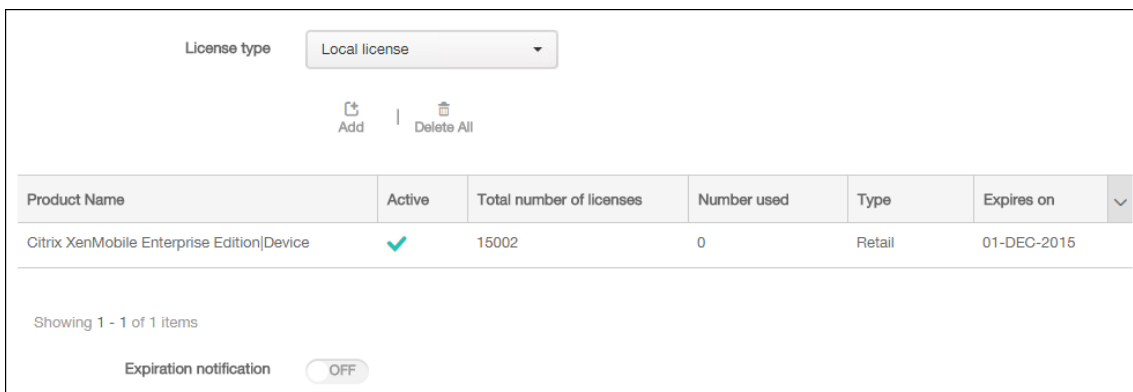 License type Local license
Add | Delete All
Product Name Active Total number of licenses Number used Type Expires on
Citrix XenMobile Enterprise Edition|Device 15002 0 Retail 01-DEC-2015
Showing 1 - 1 of 1 items
Expiration notification OFF